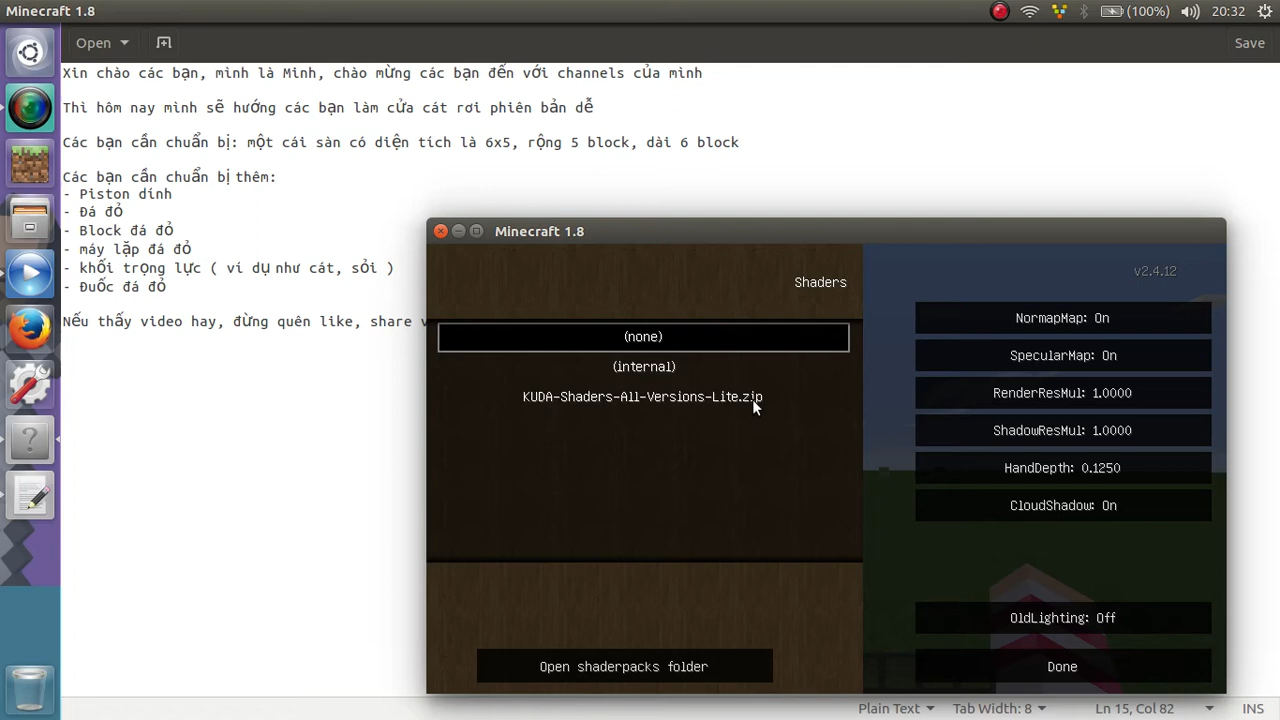 Minecraft 1.8
(100%)
20:32
Open
Save
Xin chào các bạn, mình là Minh, chào mừng các bạn đến với channels của mình
Thì hôm nay mình sẽ hướng các bạn làm cửa cát rơi phiên bản dễ
Các bạn cần chuẩn bị: một cái sàn có diện tích là 6x5, rộng 5 block, dài 6 block
Các bạn cần chuẩn bị thêm:
- Piston dính
- Đá đỏ
- Block đá đỏ
- máy lặp đá đỏ
- khối trọng lực ( ví dụ như cát, sỏi )
- Đuốc đá đỏ
Nếu thấy video hay, đừng quên like, share v
Minecraft 1.8
Shaders
v2.4.12
(none)
(internal)
KUDA-Shaders-All-Versions-Lite.zip
NormapMap: On
SpecularMap: On
RenderResMul: 1.0000
ShadowResMul: 1.0000
HandDepth: 0.1250
CloudShadow: On
OldLighting: Off
Open shaderpacks folder
Done
Plain Text
Tab Width: 8
Ln 15, Col 82
INS